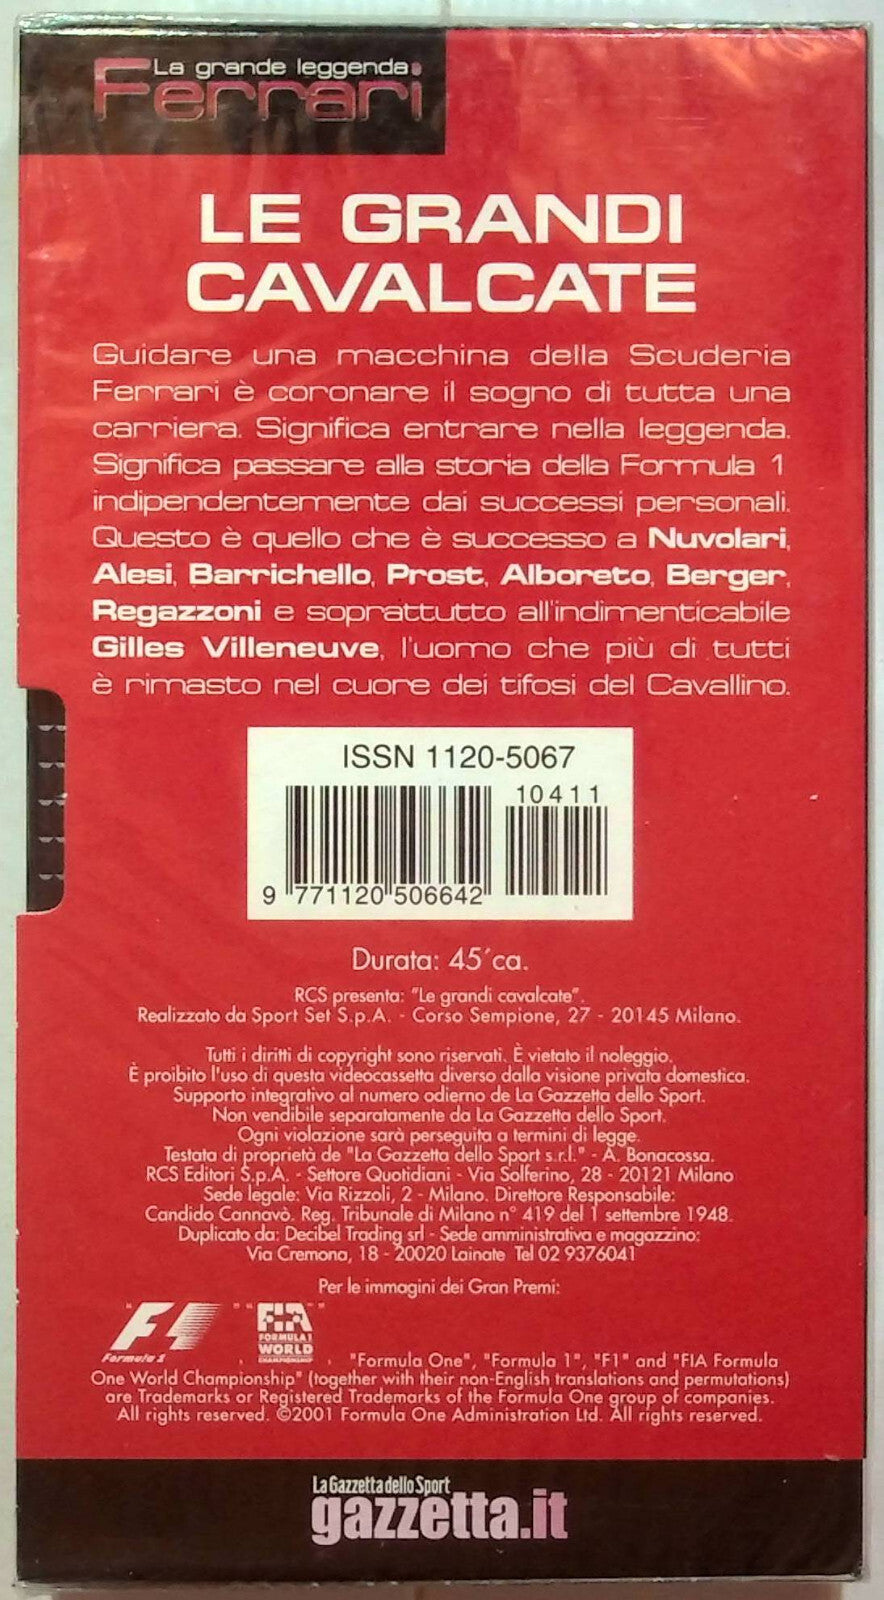 La grande leggenda
Ferrari
LE GRANDI
CAVALCATE
Guidare una macchina della Scuderia
Ferrari è coronare il sogno di tutta una
carriera. Significa entrare nella leggenda.
Significa passare alla storia della Formula 1
indipendentemente dai successi personali.
Questo è quello che è successo a Nuvolari,
Alesi, Barrichello, Prost, Alboreto, Berger,
Regazzoni e soprattutto all'indimenticabile
Gilles Villeneuve, l'uomo che più di tutti
è rimasto nel cuore dei tifosi del Cavallino.
ISSN 1120-5067
10411
9 771120 506642
Durata: 45´ca.
RCS presenta: "Le grandi cavalcate".
Realizzato da Sport Set S.p.A. - Corso Sempione, 27 - 20145 Milano.
Tutti i diritti di copyright sono riservati. È vietato il noleggio.
È proibito l'uso di questa videocassetta diverso dalla visione privata domestica.
Supporto integrativo al numero odierno de La Gazzetta dello Sport.
Non vendibile separatamente da La Gazzetta dello Sport.
Ogni violazione sarà perseguita a termini di legge.
Testata di proprietà de "La Gazzetta dello Sport s.r.l." - A. Bonacossa.
RCS Editori S.p.A. - Settore Quotidiani - Via Solferino, 28 - 20121 Milano
Sede legale: Via Rizzoli, 2 - Milano. Direttore Responsabile:
Candido Cannavò. Reg. Tribunale di Milano n° 419 del 1 settembre 1948.
Duplicato da: Decibel Trading srl - Sede amministrativa e magazzino:
Via Cremona, 18 - 20020 Lainate Tel 02 9376041
Per le immagini dei Gran Premi:
"F1" "FIA"
Formula 1
FORMULA 1
WORLD
CHAMPIONSHIP
, , "Formula One", "Formula 1", "F1" and "FIA Formula
One World Championship" (together with their non-English translations and permutations)
are Trademarks or Registered Trademarks of the Formula One group of companies.
All rights reserved. ©2001 Formula One Administration Ltd. All rights reserved.
La Gazzetta dello Sport
gazzetta.it